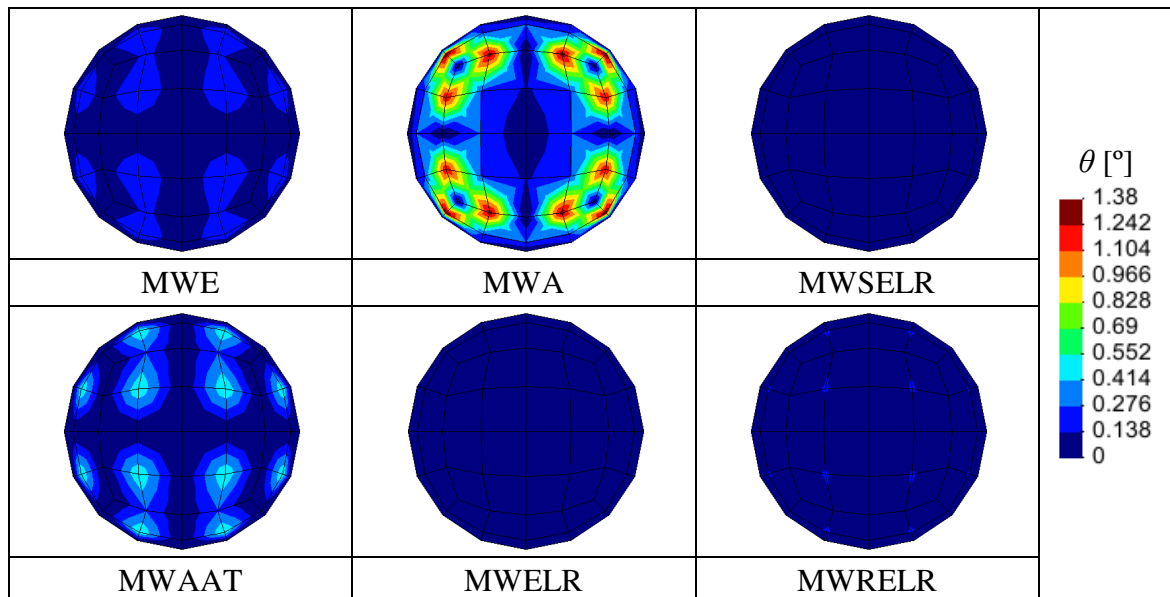 MWE
MWA
MWSELR
MWAAT
MWELR
MWRELR
θ [º]
1.38
1.242
1.104
0.966
0.828
0.69
0.552
0.414
0.276
0.138
0